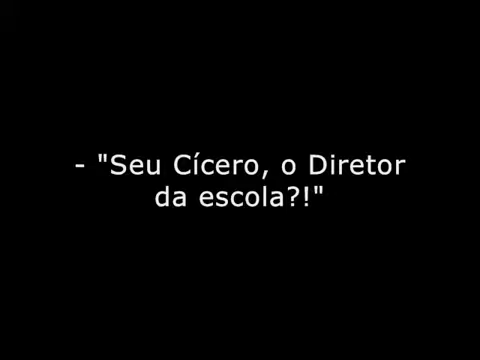 - "Seu Cícero, o Diretor
da escola?!"